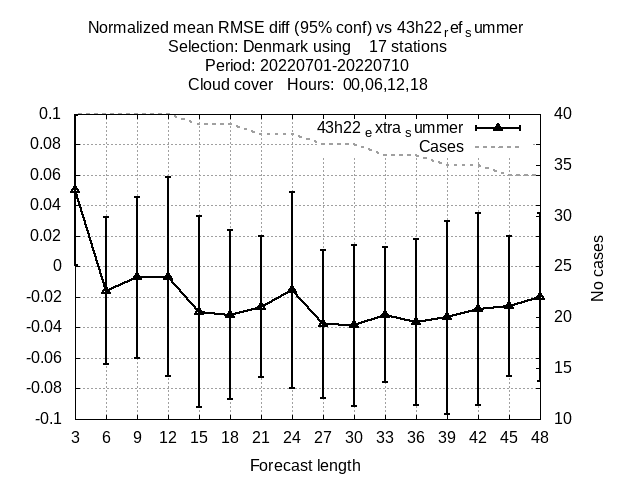 Normalized mean RMSE diff (95% conf) vs 43h22refsummer
Selection: Denmark using    17 stations
Period: 20220701-20220710
Cloud cover   Hours:  00,06,12,18
43h22extrasummer
Cases
0.1
0.08
0.06
0.04
0.02
0
-0.02
-0.04
-0.06
-0.08
-0.1
40
35
30
25
20
15
10
No cases
3 6 9 12 15 18 21 24 27 30 33 36 39 42 45 48
Forecast length